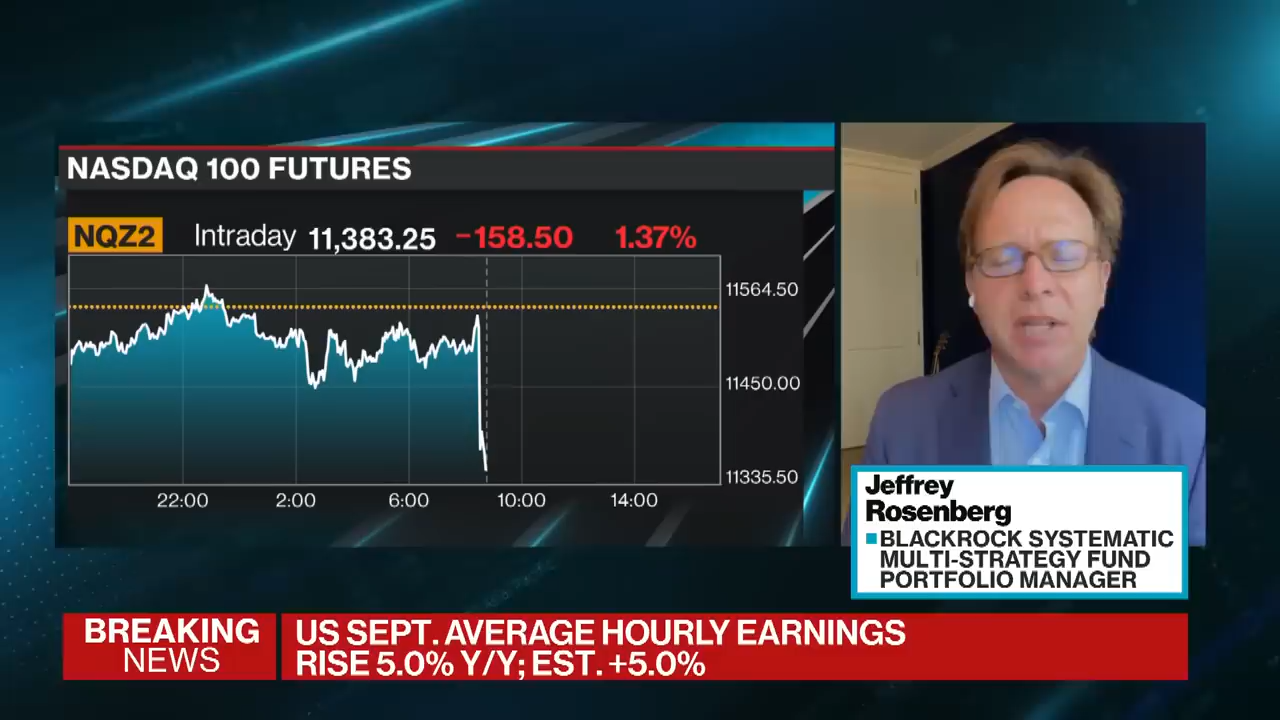 NASDAQ 100 FUTURES
NQZ2 Intraday 11,383.25 -158.50 1.37%
11564.50
11450.00
11335.50
22:00 2:00 6:00 10:00 14:00
Jeffrey
Rosenberg
BLACKROCK SYSTEMATIC
MULTI-STRATEGY FUND
PORTFOLIO MANAGER
BREAKING
NEWS
US SEPT. AVERAGE HOURLY EARNINGS
RISE 5.0% Y/Y; EST. +5.0%